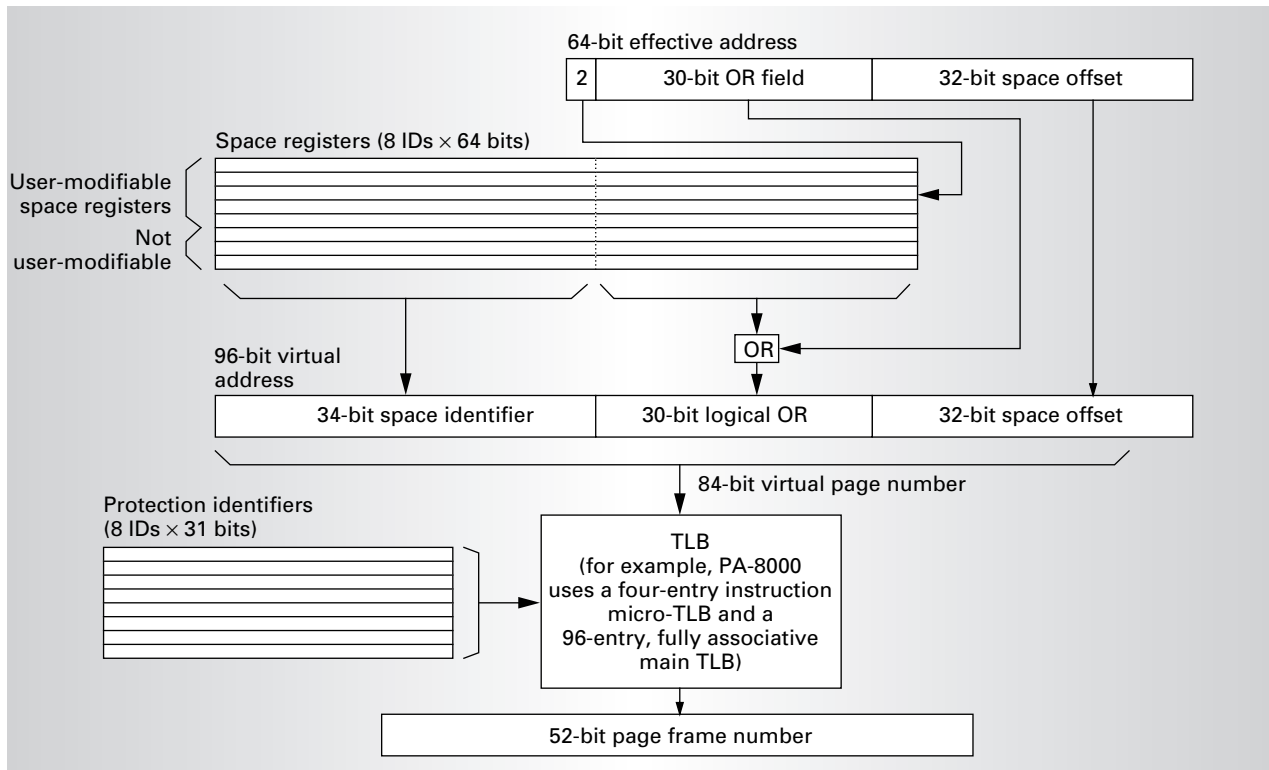 64-bit effective address
2
30-bit OR field
32-bit space offset
Space registers (8 IDs × 64 bits)
User-modifiable
space registers
Not
user-modifiable
OR
96-bit virtual
address
34-bit space identifier
30-bit logical OR
32-bit space offset
84-bit virtual page number
Protection identifiers
(8 IDs × 31 bits)
TLB
(for example, PA-8000
uses a four-entry instruction
micro-TLB and a
96-entry, fully associative
main TLB)
52-bit page frame number